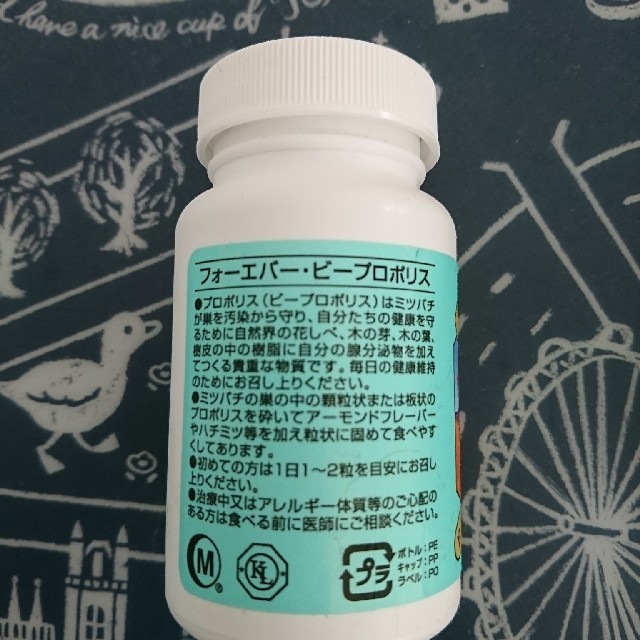 have a nice cup of
フォーエバー・ビープロポリス
●プロポリス(ビープロポリス)はミツバチ
が巣を汚染から守り、自分たちの健康を守
るために自然界の花しべ、木の芽、木の葉、
樹皮の中の樹脂に自分の腺分泌物を加え
てつくる貴重な物質です。毎日の健康維持
のためにお召し上りください。
●ミツバチの巣の中の顆粒状または板状の
プロポリスを砕いてアーモンドフレーバー
やハチミツ等を加え粒状に固めて食べやす
くしてあります。
●初めての方は1日1~2粒を目安にお召し
上りください。
●治療中又はアレルギー体質等のご心配の
ある方は食べる前に医師にご相談ください。
M®
KL
プラ
ボトル:PE
キャップ:PP
ラベル:PO